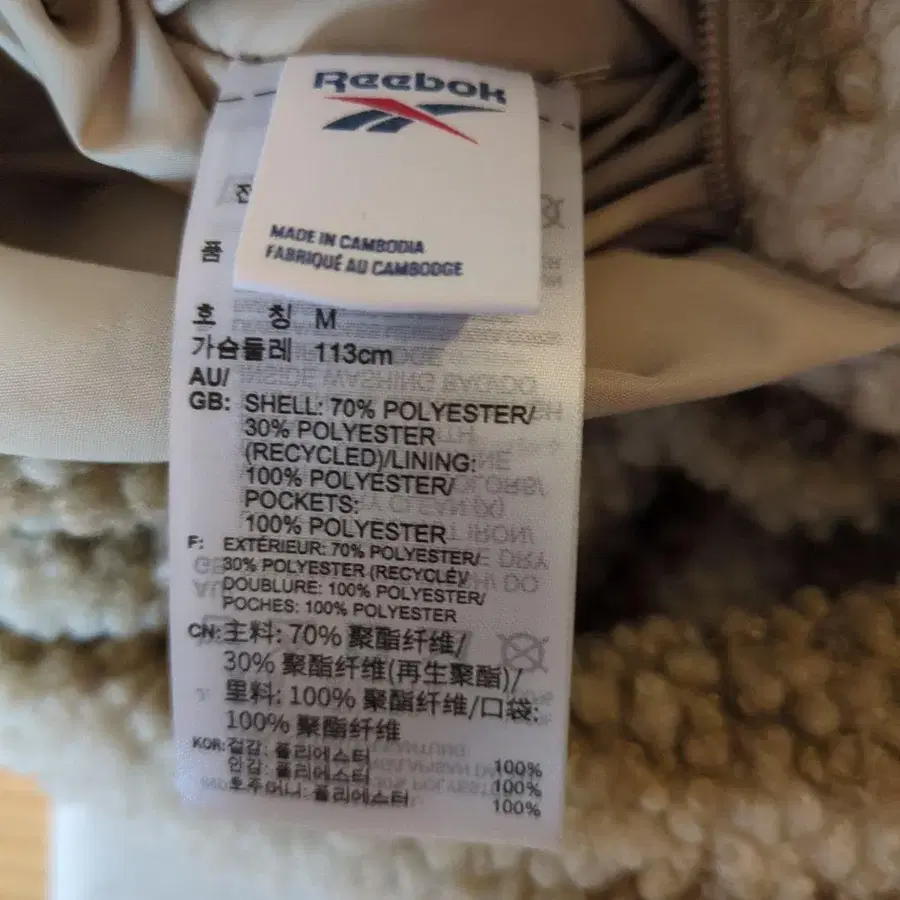 Reebok
MADE IN CAMBODIA
FABRIQUÉ AU CAMBODGE
품
호 칭 M
가슴둘레 113cm
AU/
GB: SHELL: 70% POLYESTER/
30% POLYESTER
(RECYCLED)/LINING:
100% POLYESTER/
POCKETS:
100% POLYESTER
F: EXTÉRIEUR: 70% POLYESTER/
30% POLYESTER (RECYCLÉ)/
DOUBLURE: 100% POLYESTER/
POCHES: 100% POLYESTER
CN: 主料: 70% 聚酯纤维/
30% 聚酯纤维(再生聚酯)/
里料: 100% 聚酯纤维/口袋:
100% 聚酯纤维
KOR: 겉감: 폴리에스터 100%
안감: 폴리에스터 100%
호주머니: 폴리에스터 100%